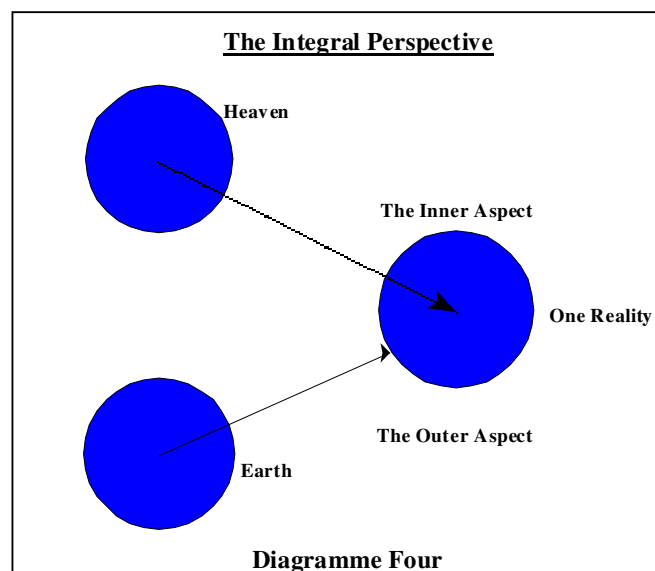 The Integral Perspective
Heaven
The Inner Aspect
One Reality
The Outer Aspect
Earth
Diagramme Four